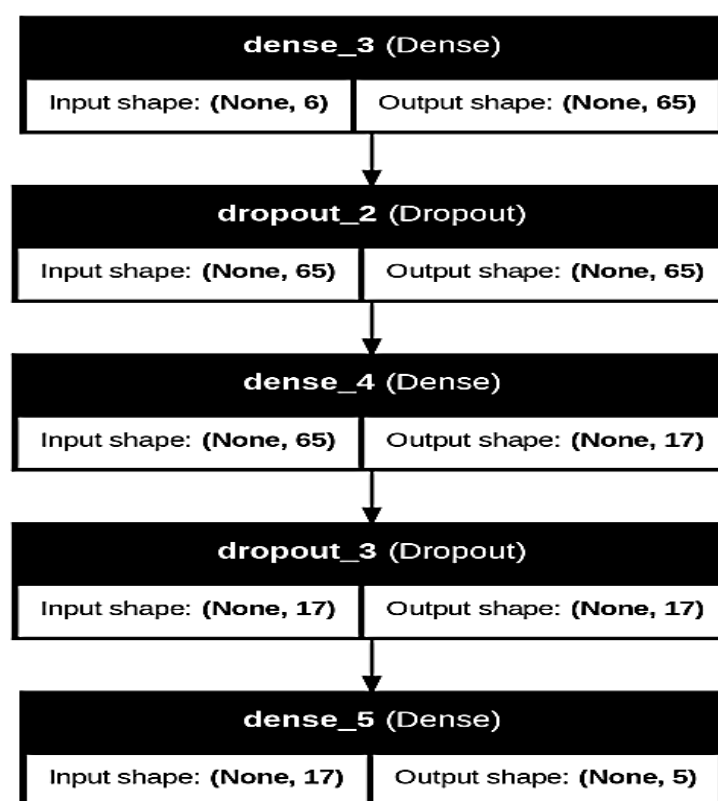 dense_3 (Dense)
Input shape: (None, 6) Output shape: (None, 65)
dropout_2 (Dropout)
Input shape: (None, 65) Output shape: (None, 65)
dense_4 (Dense)
Input shape: (None, 65) Output shape: (None, 17)
dropout_3 (Dropout)
Input shape: (None, 17) Output shape: (None, 17)
dense_5 (Dense)
Input shape: (None, 17) Output shape: (None, 5)